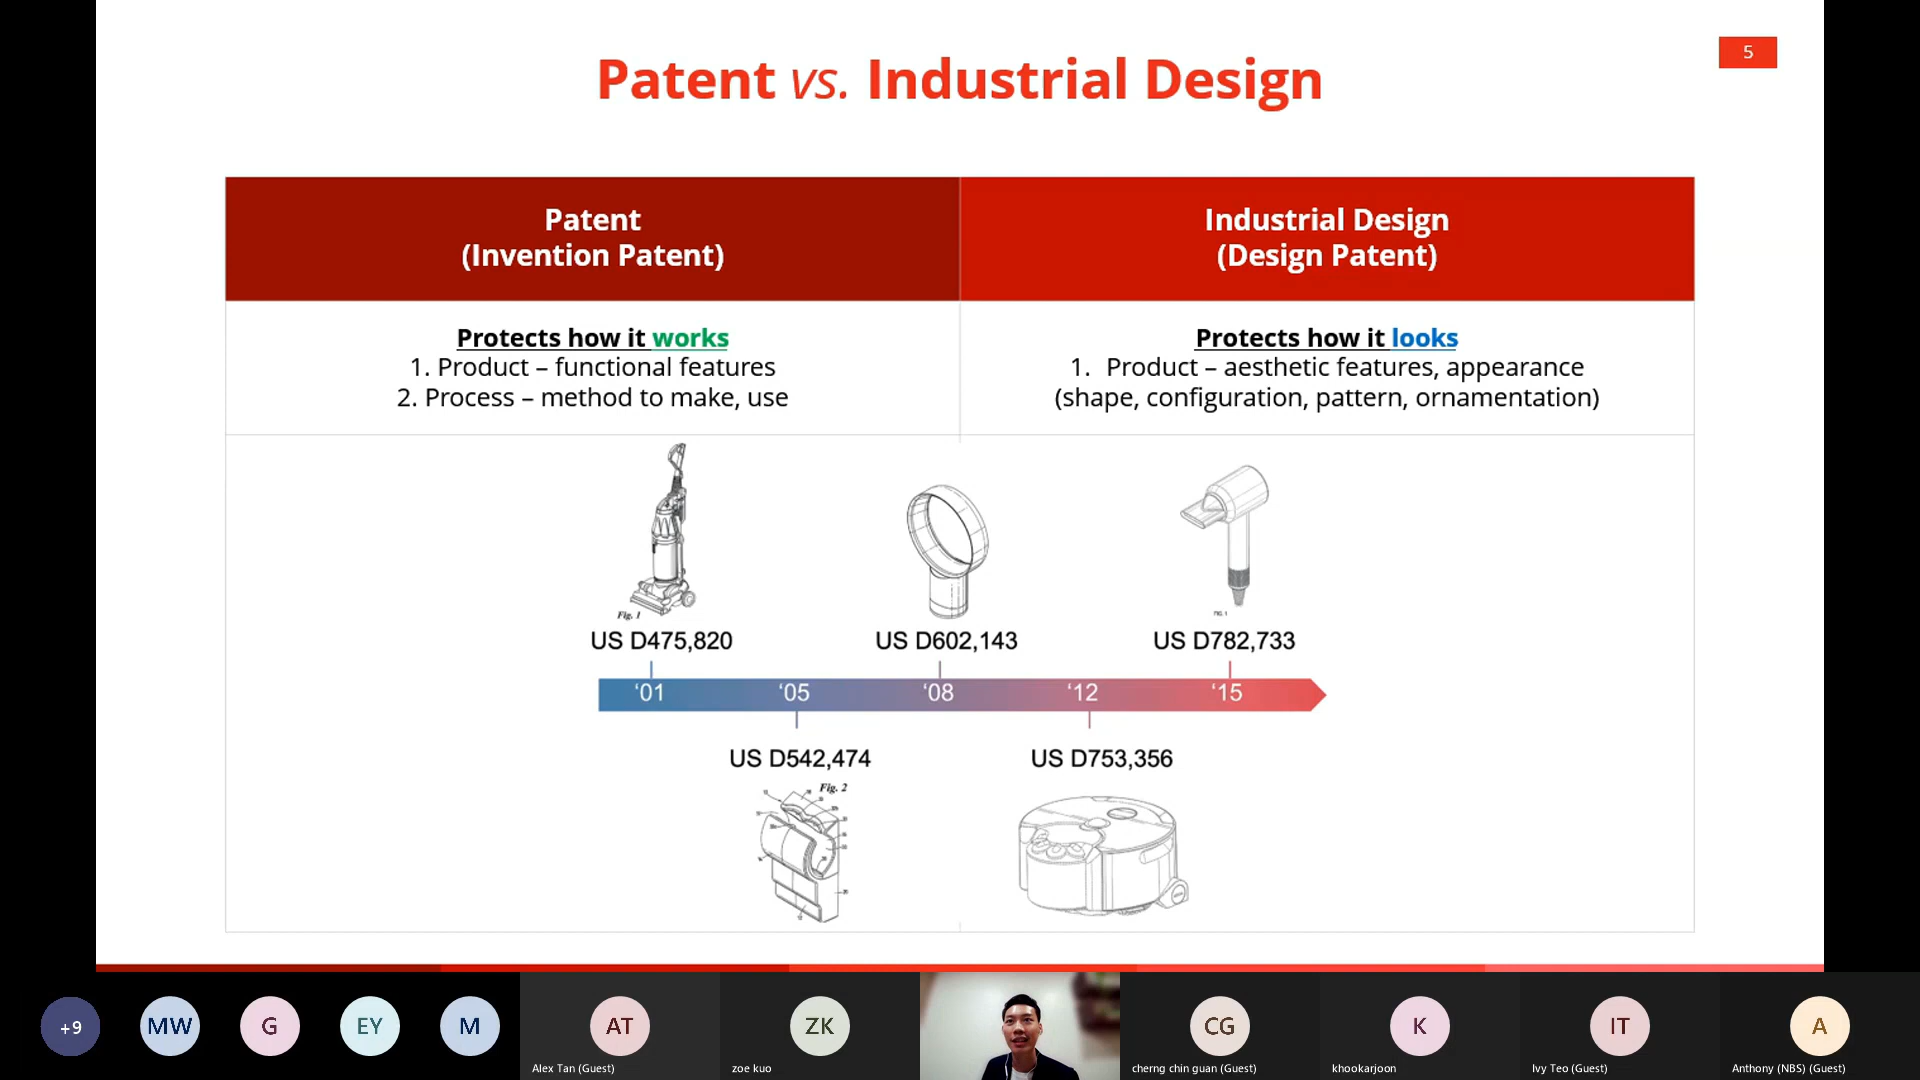 5
Patent vs. Industrial Design
Patent
(Invention Patent)
Industrial Design
(Design Patent)
Protects how it works
1. Product – functional features
2. Process – method to make, use
Protects how it looks
1. Product – aesthetic features, appearance
(shape, configuration, pattern, ornamentation)
Fig. 1
FIG. 1
US D475,820
US D602,143
US D782,733
‘01
‘05
‘08
‘12
‘15
US D542,474
US D753,356
Fig. 2
+9
MW
G
EY
M
AT
Alex Tan (Guest)
ZK
zoe kuo
CG
cherng chin guan (Guest)
K
khookarjoon
IT
Ivy Teo (Guest)
A
Anthony (NBS) (Guest)